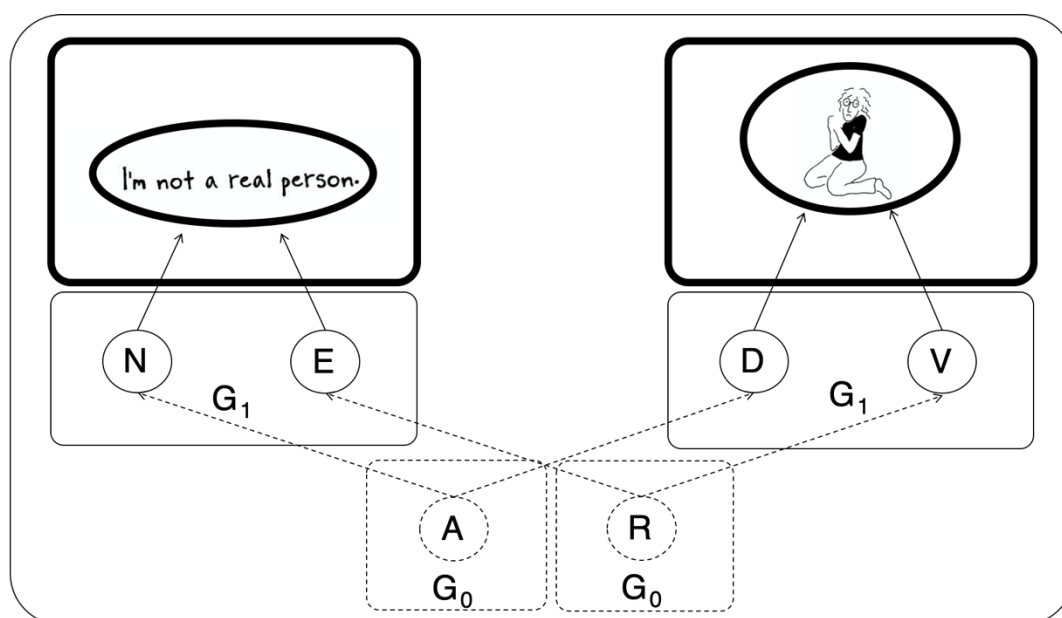 I'm not a real person.
N E D V
G₁ G₁
A R
G₀ G₀